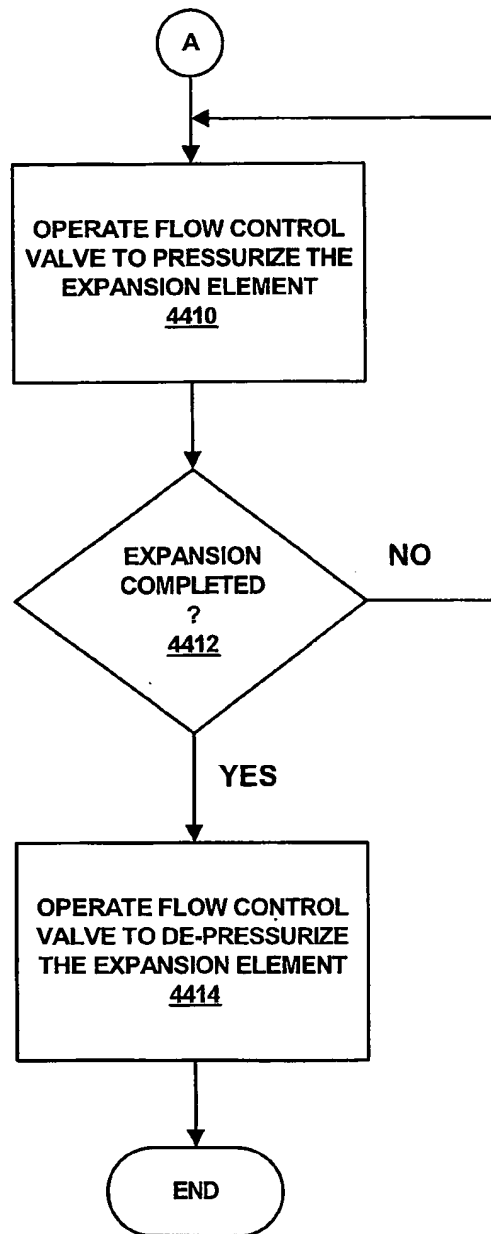 A
OPERATE FLOW CONTROL
VALVE TO PRESSURIZE THE
EXPANSION ELEMENT
4410
EXPANSION
COMPLETED
?
4412
NO
YES
OPERATE FLOW CONTROL
VALVE TO DE-PRESSURIZE
THE EXPANSION ELEMENT
4414
END